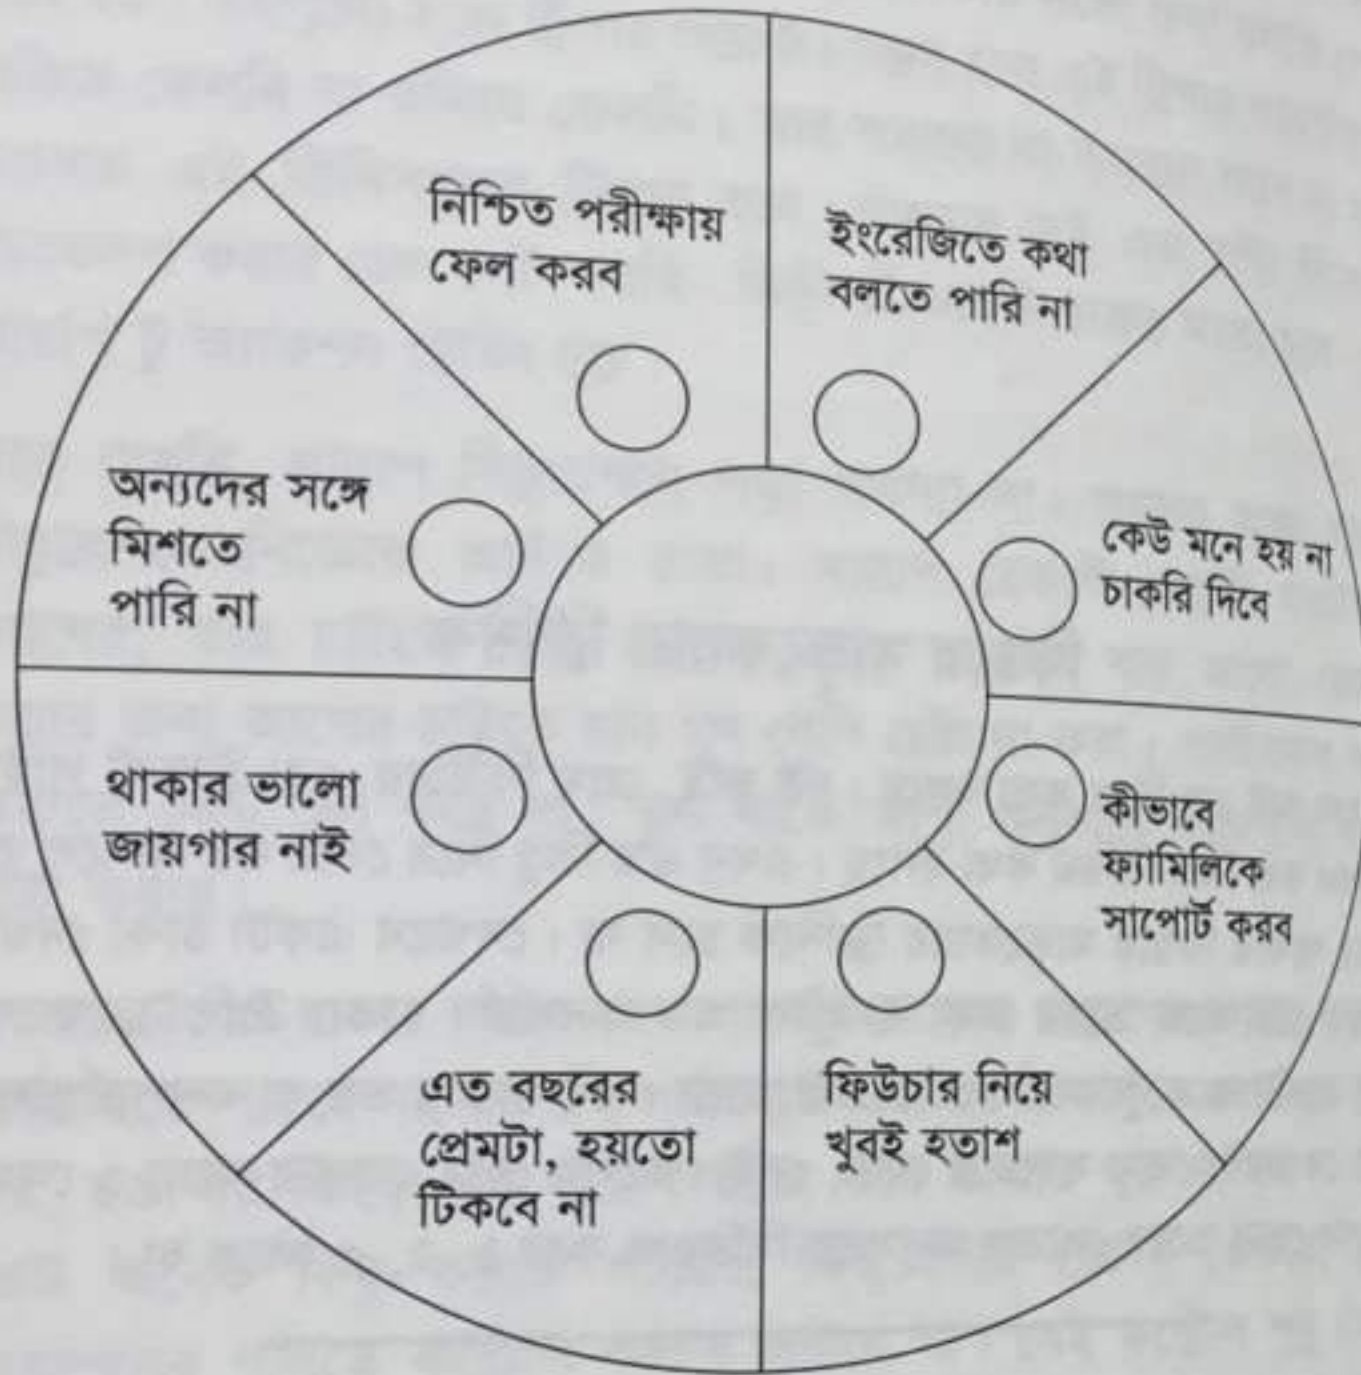 নিশ্চিত পরীক্ষায়
ফেল করব
ইংরেজিতে কথা
বলতে পারি না
কেউ মনে হয় না
চাকরি দিবে
কীভাবে
ফ্যামিলিকে
সাপোর্ট করব
ফিউচার নিয়ে
খুবই হতাশ
এত বছরের
প্রেমটা, হয়তো
টিকবে না
থাকার ভালো
জায়গার নাই
অন্যদের সঙ্গে
মিশতে
পারি না